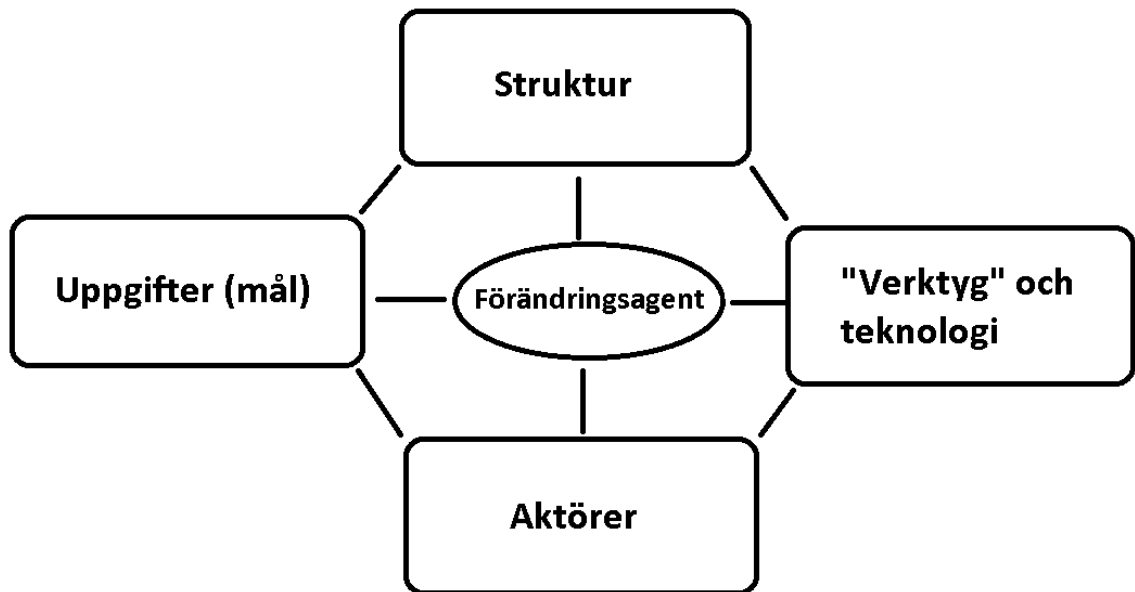 Struktur
Uppgifter (mål)
Förändringsagent
"Verktyg" och
teknologi
Aktörer